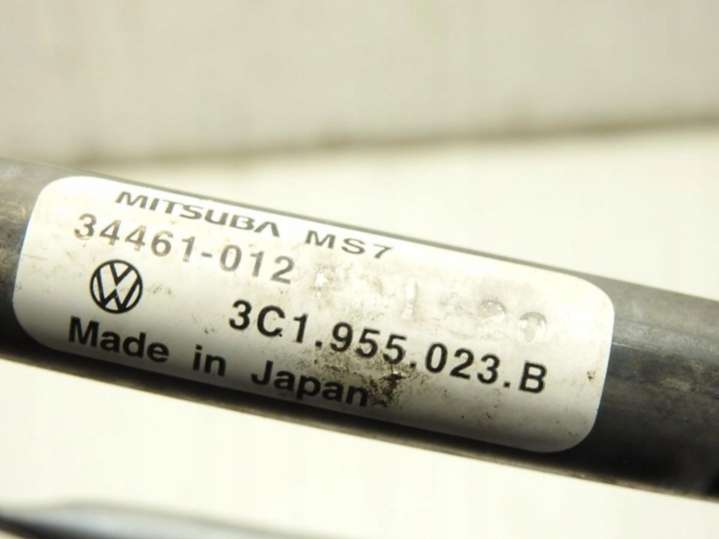 MITSUBA MS7
34461-012
3C1.955.023.B
Made in Japan